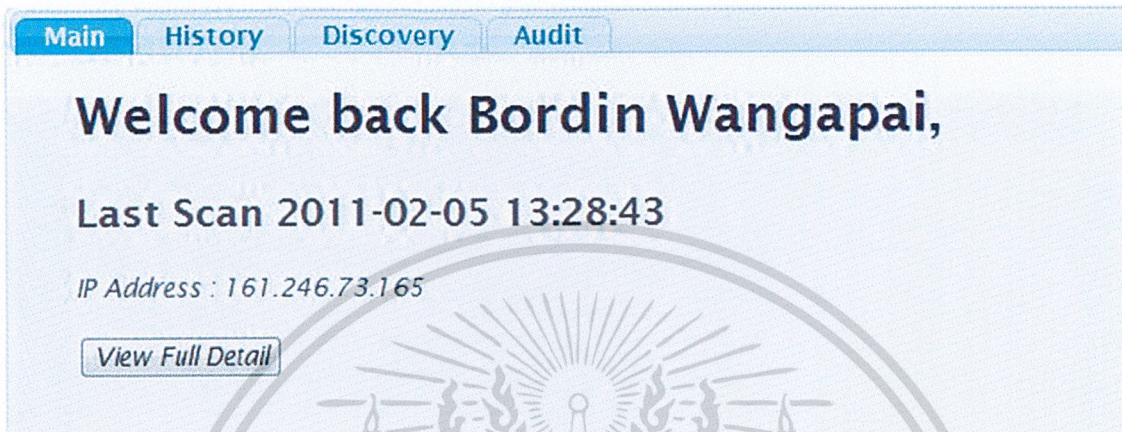 Main History Discovery Audit
Welcome back Bordin Wangapai,
Last Scan 2011-02-05 13:28:43
IP Address : 161.246.73.165
View Full Detail